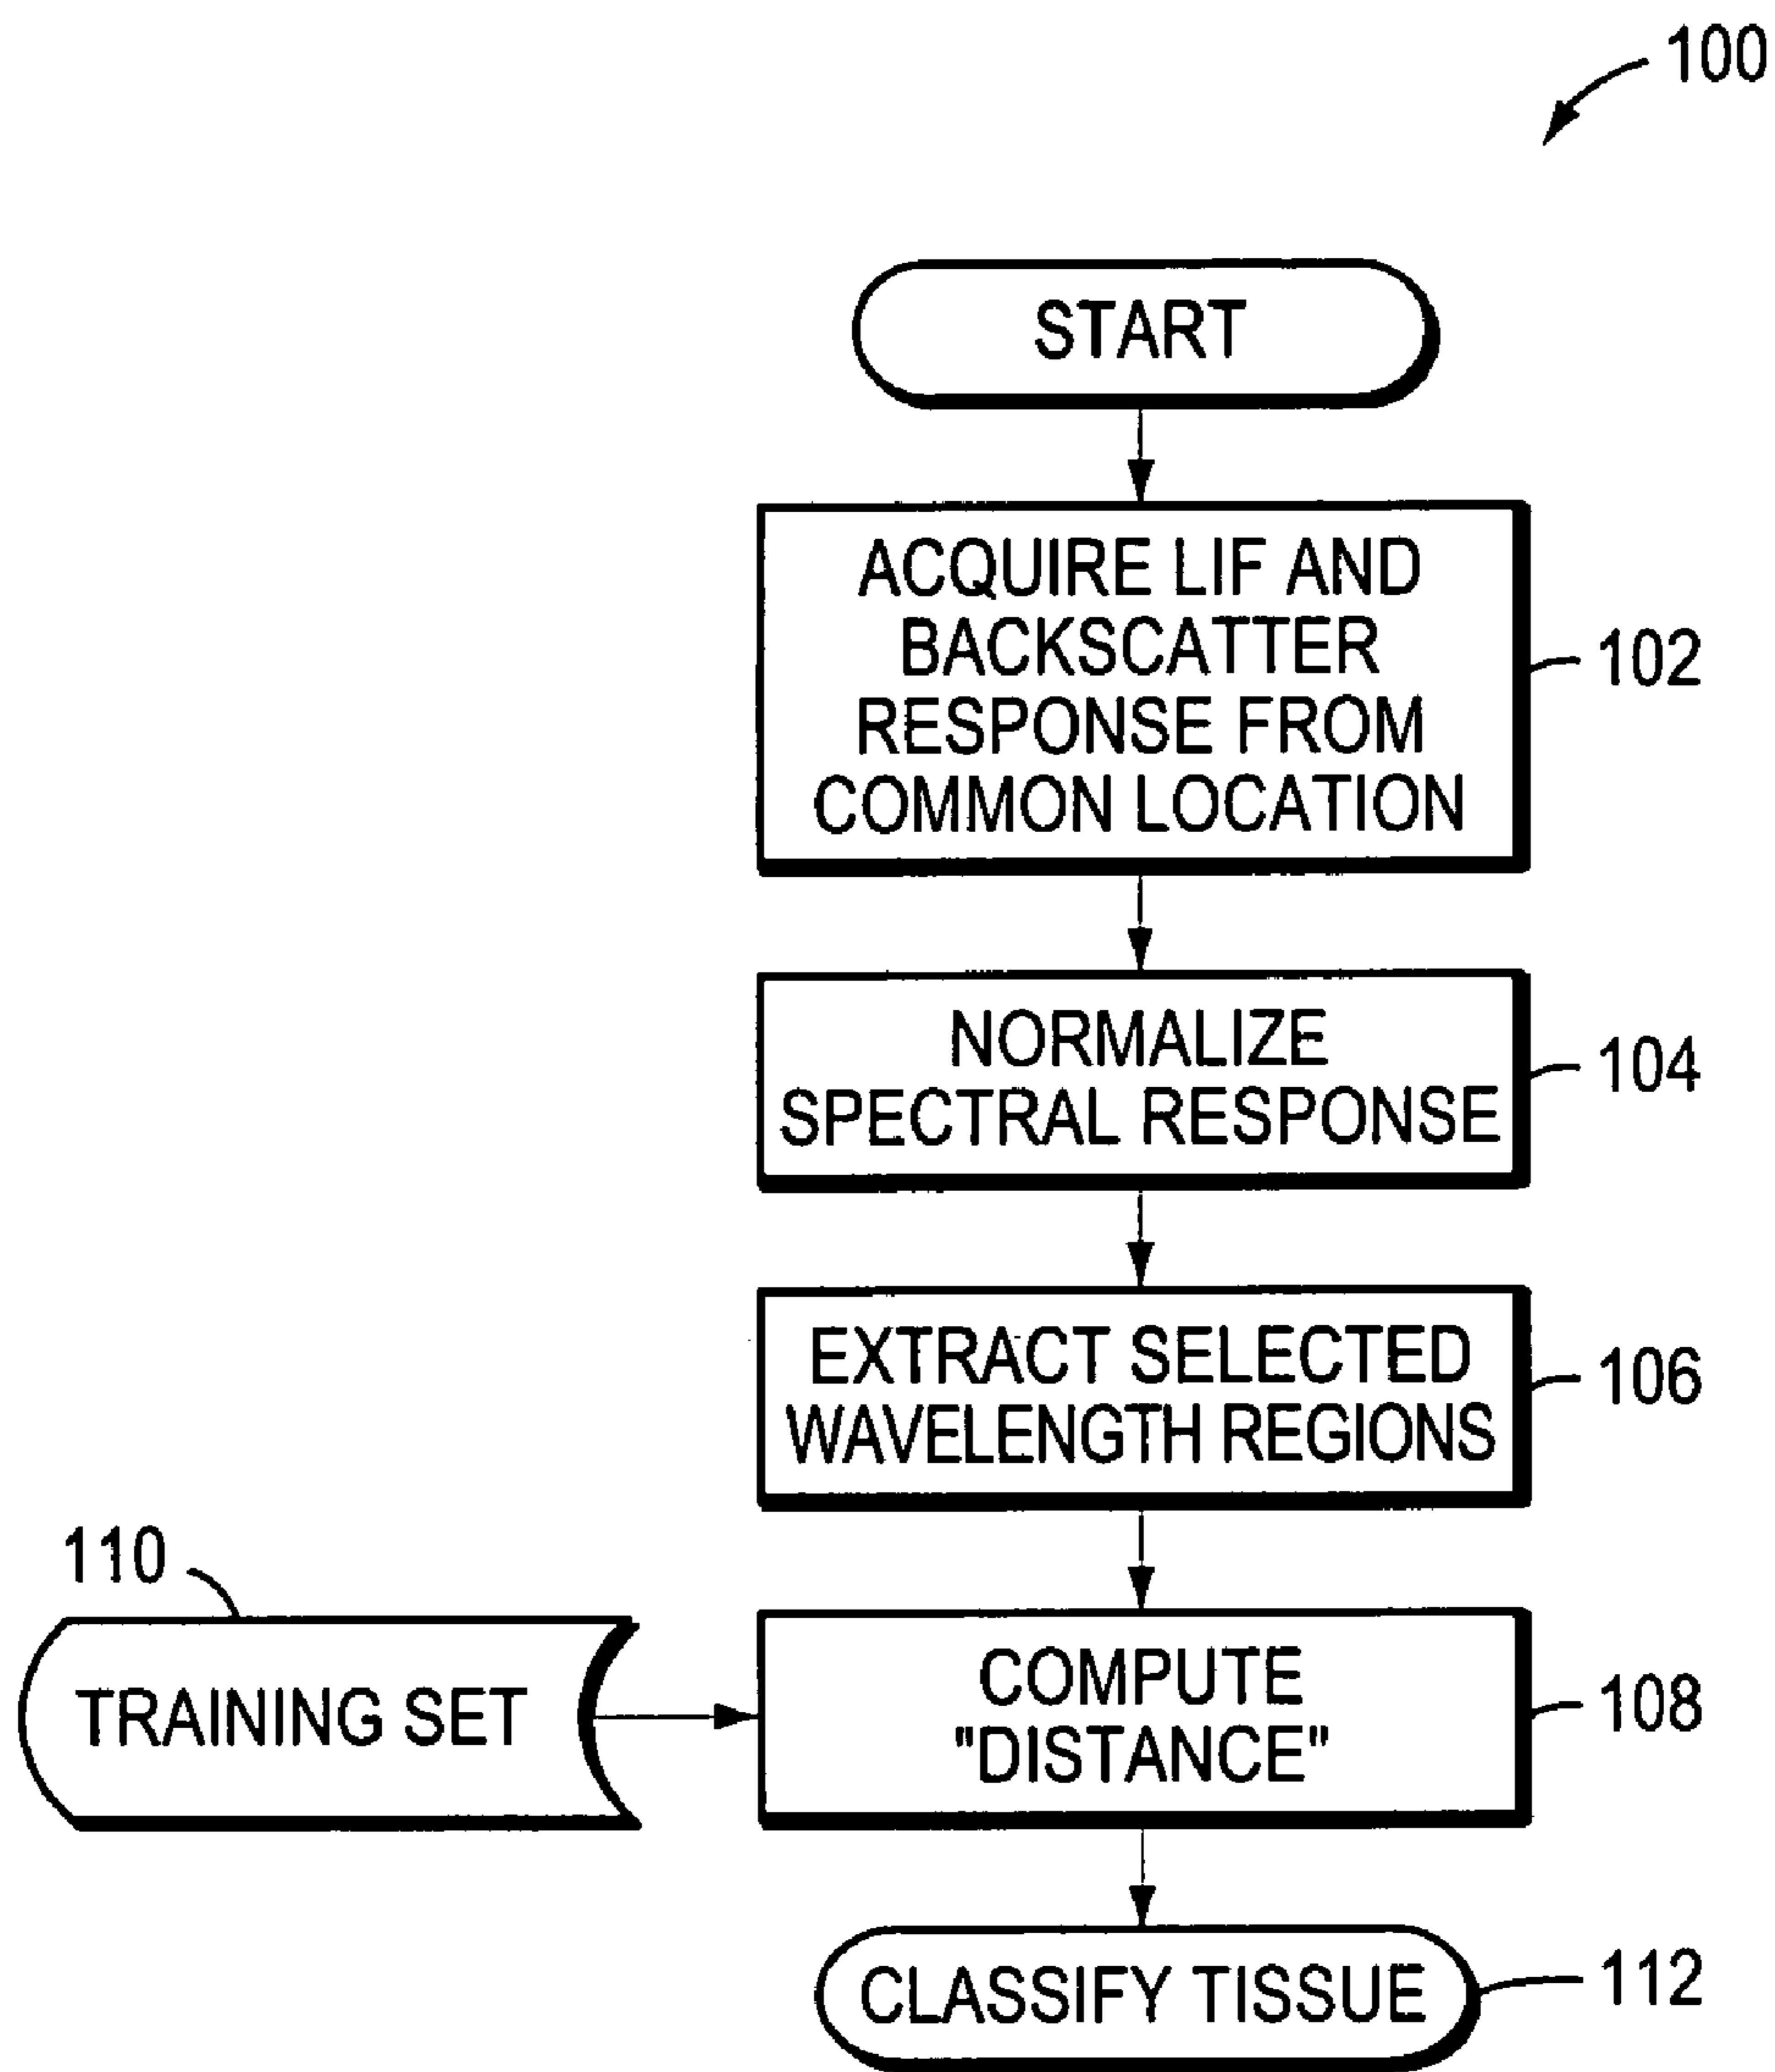 100
START
ACQUIRE LIF AND
BACKSCATTER
RESPONSE FROM
COMMON LOCATION
102
NORMALIZE
SPECTRAL RESPONSE
104
EXTRACT SELECTED
WAVELENGTH REGIONS
106
110
TRAINING SET
COMPUTE
"DISTANCE"
108
CLASSIFY TISSUE
112